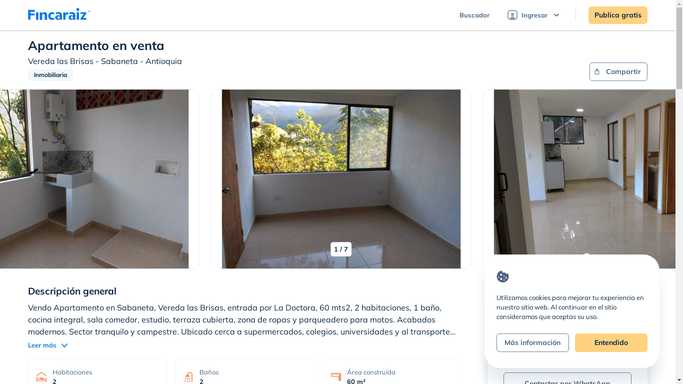 Fincaraiz
Buscador
Ingresar
Publica gratis
Apartamento en venta
Vereda las Brisas - Sabaneta - Antioquia
Inmobiliaria
Compartir
1 / 7
Descripción general
Vendo Apartamento en Sabaneta, Vereda las Brisas, entrada por La Doctora, 60 mts2, 2 habitaciones, 1 baño,
cocina integral, sala comedor, estudio, terraza cubierta, zona de ropas y parqueadero para motos. Acabados
modernos. Sector tranquilo y campestre. Ubicado cerca a supermercados, colegios, universidades y al transporte...
Leer más
Habitaciones
2
Baños
2
Área construida
60 m²
Utilizamos cookies para mejorar tu experiencia en
nuestro sitio web. Al continuar en el sitio
consideramos que aceptas su uso.
Más información
Entendido
Contactar por WhatsApp